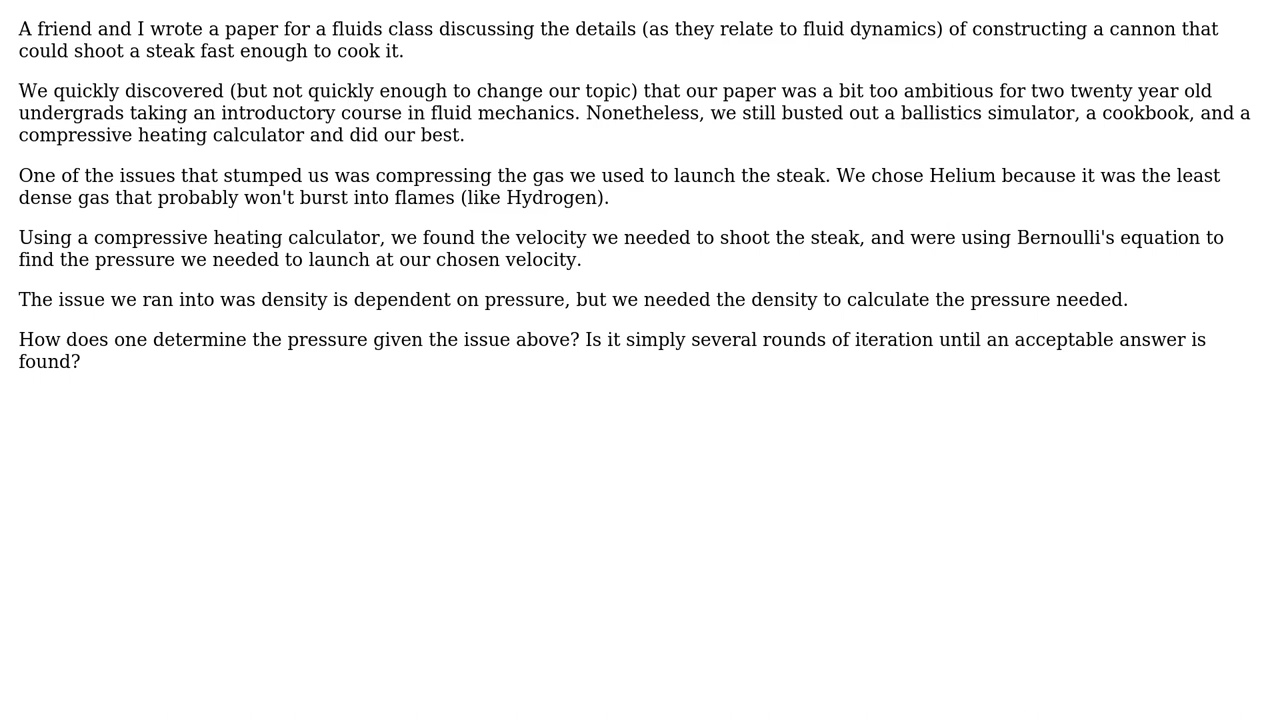 A friend and I wrote a paper for a fluids class discussing the details (as they relate to fluid dynamics) of constructing a cannon that
could shoot a steak fast enough to cook it.
We quickly discovered (but not quickly enough to change our topic) that our paper was a bit too ambitious for two twenty year old
undergrads taking an introductory course in fluid mechanics. Nonetheless, we still busted out a ballistics simulator, a cookbook, and a
compressive heating calculator and did our best.
One of the issues that stumped us was compressing the gas we used to launch the steak. We chose Helium because it was the least
dense gas that probably won't burst into flames (like Hydrogen).
Using a compressive heating calculator, we found the velocity we needed to shoot the steak, and were using Bernoulli's equation to
find the pressure we needed to launch at our chosen velocity.
The issue we ran into was density is dependent on pressure, but we needed the density to calculate the pressure needed.
How does one determine the pressure given the issue above? Is it simply several rounds of iteration until an acceptable answer is
found?